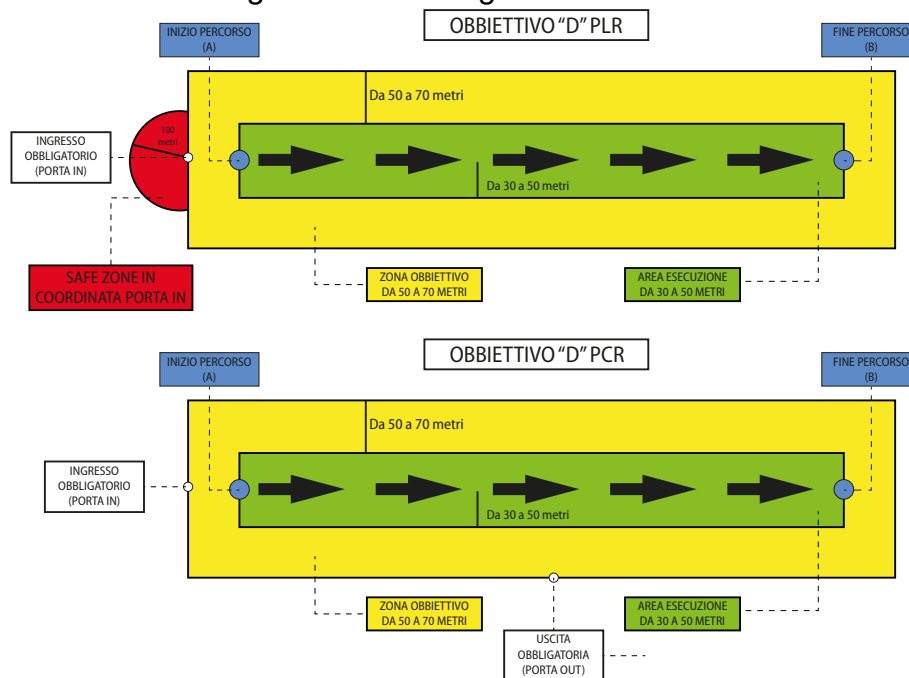 OBBIETTIVO “D” PLR
INIZIO PERCORSO
(A)
FINE PERCORSO
(B)
Da 50 a 70 metri
100
metri
INGRESSO
OBBLIGATORIO
(PORTA IN)
Da 30 a 50 metri
SAFE ZONE IN
COORDINATA PORTA IN
ZONA OBIETTIVO
DA 50 A 70 METRI
AREA ESECUZIONE
DA 30 A 50 METRI
OBBIETTIVO “D” PCR
INIZIO PERCORSO
(A)
FINE PERCORSO
(B)
Da 50 a 70 metri
INGRESSO
OBBLIGATORIO
(PORTA IN)
Da 30 a 50 metri
ZONA OBIETTIVO
DA 50 A 70 METRI
AREA ESECUZIONE
DA 30 A 50 METRI
USCITA
OBBLIGATORIA
(PORTA OUT)